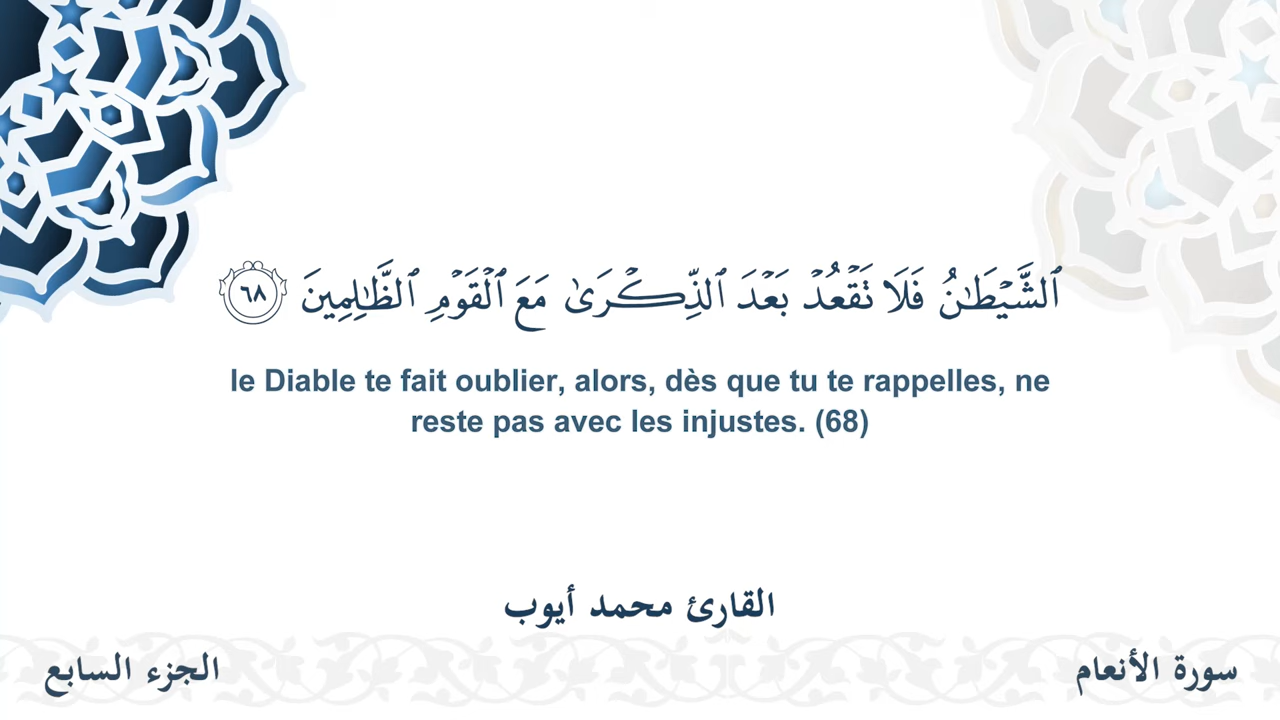 ٱلشَّيْطَـٰنُ فَلَا تَقْعُدْ بَعْدَ ٱلذِّكْرَىٰ مَعَ ٱلْقَوْمِ ٱلظَّـٰلِمِينَ ٦٨
le Diable te fait oublier, alors, dès que tu te rappelles, ne
reste pas avec les injustes. (68)
القارئ محمد أيوب
سورة الأنعام
الجزء السابع